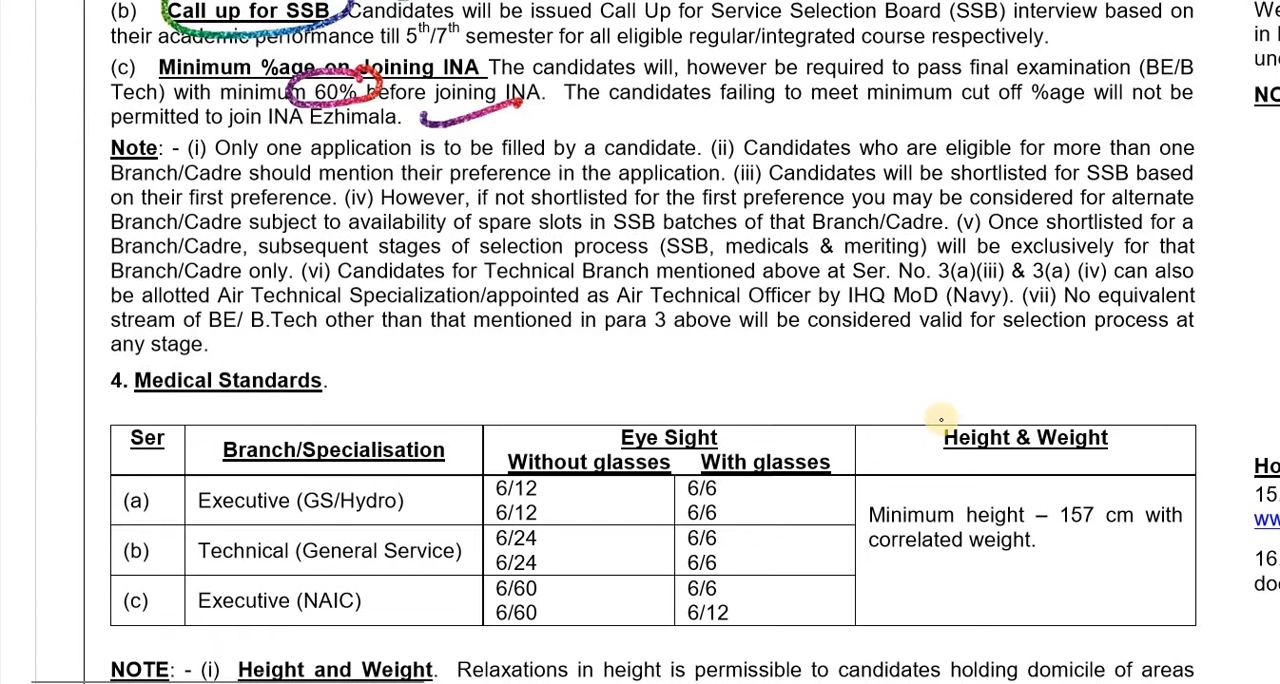 (b) Call up for SSB Candidates will be issued Call Up for Service Selection Board (SSB) interview based on
their academic performance till 5th/7th semester for all eligible regular/integrated course respectively.
(c) Minimum %age on Joining INA The candidates will, however be required to pass final examination (BE/B
Tech) with minimum 60% before joining INA. The candidates failing to meet minimum cut off %age will not be
permitted to join INA Ezhimala.
Note: - (i) Only one application is to be filled by a candidate. (ii) Candidates who are eligible for more than one
Branch/Cadre should mention their preference in the application. (iii) Candidates will be shortlisted for SSB based
on their first preference. (iv) However, if not shortlisted for the first preference you may be considered for alternate
Branch/Cadre subject to availability of spare slots in SSB batches of that Branch/Cadre. (v) Once shortlisted for a
Branch/Cadre, subsequent stages of selection process (SSB, medicals & meriting) will be exclusively for that
Branch/Cadre only. (vi) Candidates for Technical Branch mentioned above at Ser. No. 3(a)(iii) & 3(a) (iv) can also
be allotted Air Technical Specialization/appointed as Air Technical Officer by IHQ MoD (Navy). (vii) No equivalent
stream of BE/ B.Tech other than that mentioned in para 3 above will be considered valid for selection process at
any stage.
4. Medical Standards.
Ser Branch/Specialisation Eye Sight Height & Weight
Without glasses With glasses
(a) Executive (GS/Hydro) 6/12 6/6
6/12 6/6
Minimum height – 157 cm with
correlated weight.
(b) Technical (General Service) 6/24 6/6
6/24 6/6
(c) Executive (NAIC) 6/60 6/6
6/60 6/12
NOTE: - (i) Height and Weight. Relaxations in height is permissible to candidates holding domicile of areas
We
in
NO
Ho
15
ww
16
do